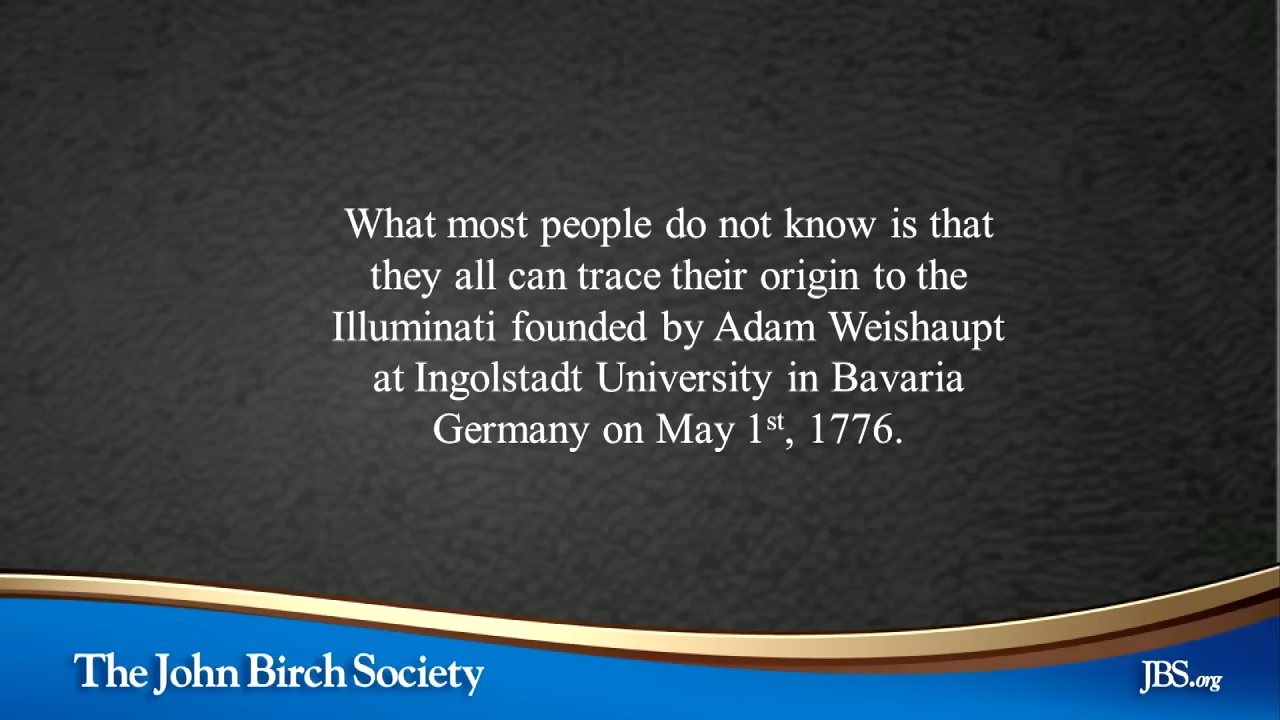 What most people do not know is that
they all can trace their origin to the
Illuminati founded by Adam Weishaupt
at Ingolstadt University in Bavaria
Germany on May 1st, 1776.
The John Birch Society
JBS.org